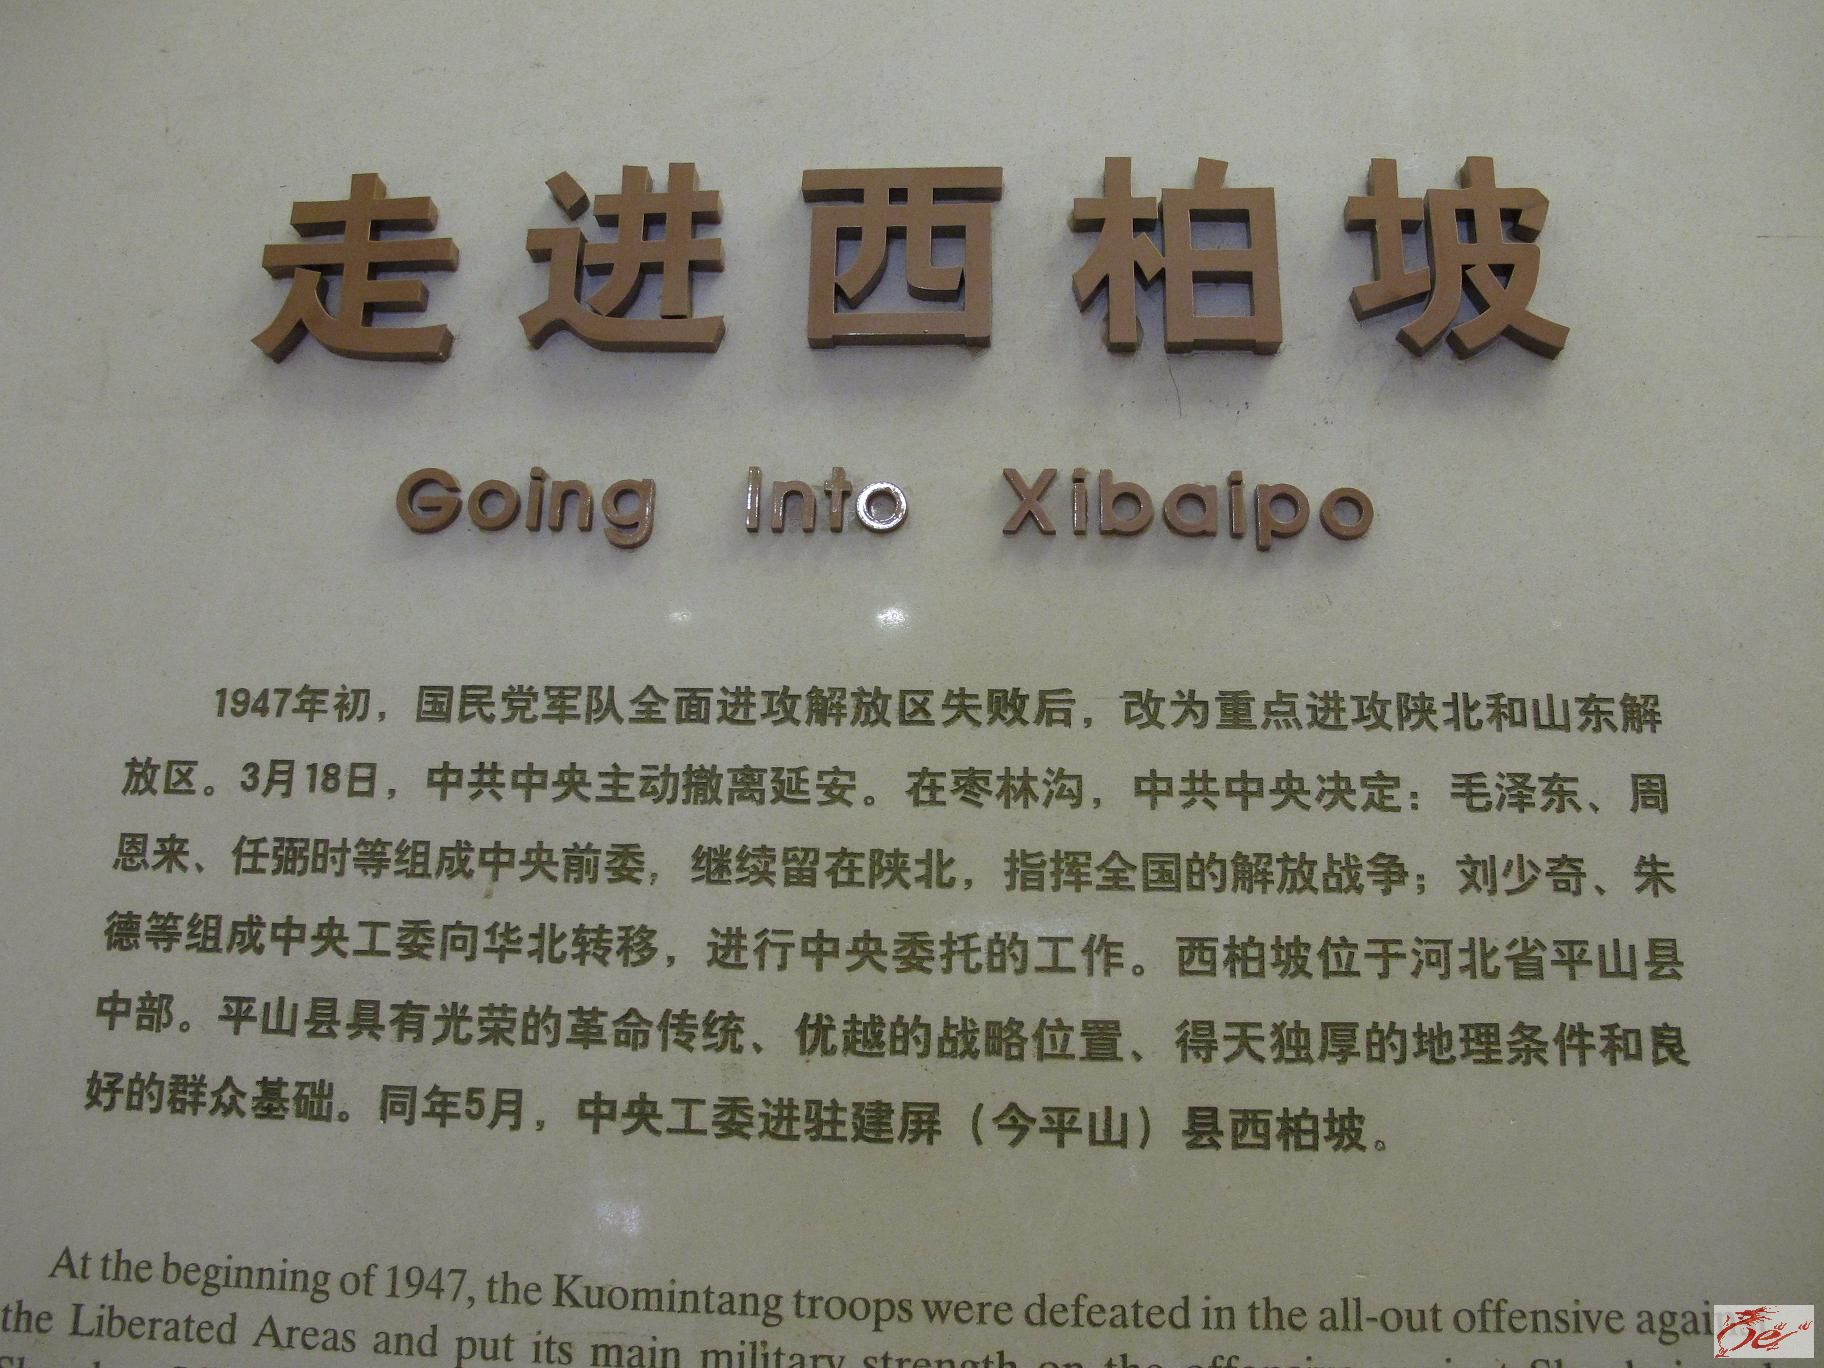 走进西柏坡
Going Into Xibaipo
1947年初，国民党军队全面进攻解放区失败后，改为重点进攻陕北和山东解
放区。3月18日，中共中央主动撤离延安。在枣林沟，中共中央决定：毛泽东、周
恩来、任弼时等组成中央前委，继续留在陕北，指挥全国的解放战争；刘少奇、朱
德等组成中央工委向华北转移，进行中央委托的工作。西柏坡位于河北省平山县
中部。平山县具有光荣的革命传统、优越的战略位置、得天独厚的地理条件和良
好的群众基础。同年5月，中央工委进驻建屏（今平山）县西柏坡。
At the beginning of 1947, the Kuomintang troops were defeated in the all-out offensive
the Liberated Areas and put its main military strength on the